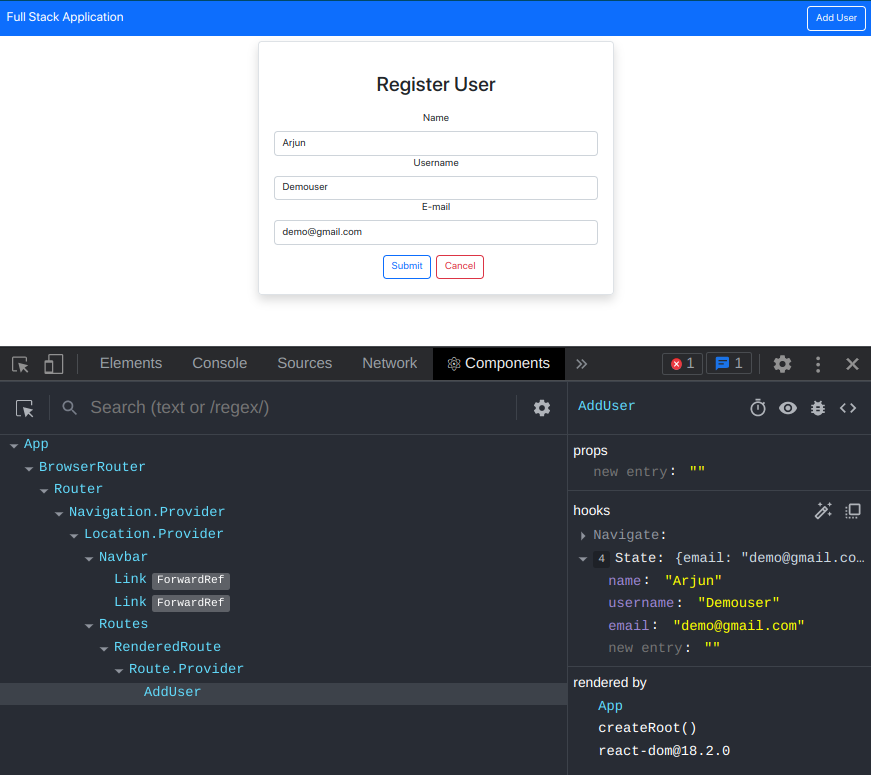 Full Stack Application Add User
Register User
Name
Arjun
Username
Demouser
E-mail
demo@gmail.com
Submit Cancel
Elements Console Sources Network Components » 1 1
Search (text or /regex/)
App
BrowserRouter
Router
Navigation.Provider
Location.Provider
Navbar
Link ForwardRef
Link ForwardRef
Routes
RenderedRoute
Route.Provider
AddUser
AddUser
props
new entry: ""
hooks
Navigate:
4 State: {email: "demo@gmail.co…
name: "Arjun"
username: "Demouser"
email: "demo@gmail.com"
new entry: ""
rendered by
App
createRoot()
react-dom@18.2.0